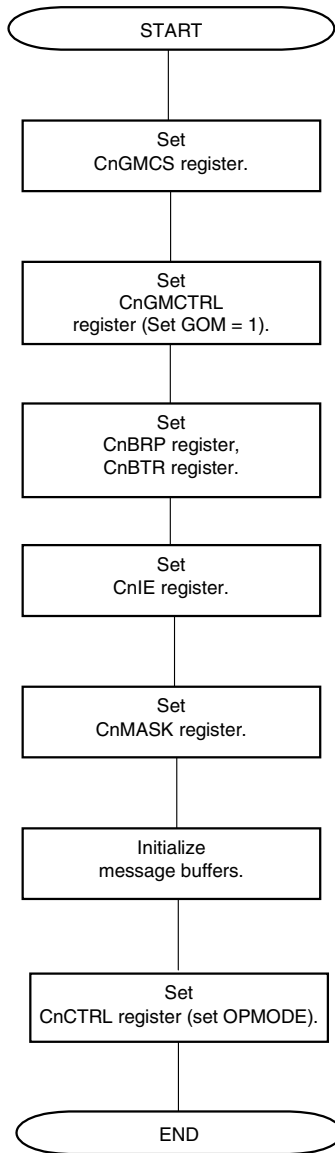 START
Set
CnGMCS register.
Set
CnGMCTRL
register (Set GOM = 1).
Set
CnBRP register,
CnBTR register.
Set
CnIE register.
Set
CnMASK register.
Initialize
message buffers.
Set
CnCTRL register (set OPMODE).
END